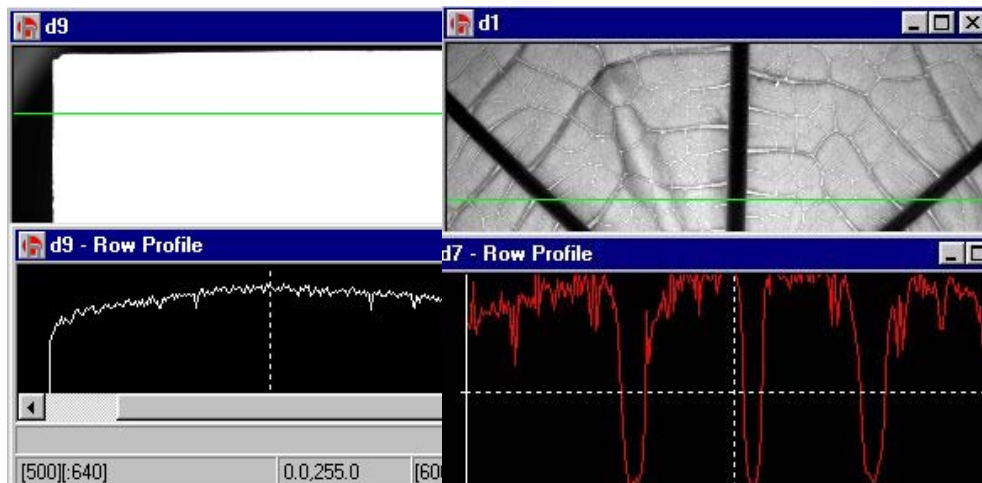 d9
d1
d9 - Row Profile
d7 - Row Profile
[500][:640]
0.0,255.0